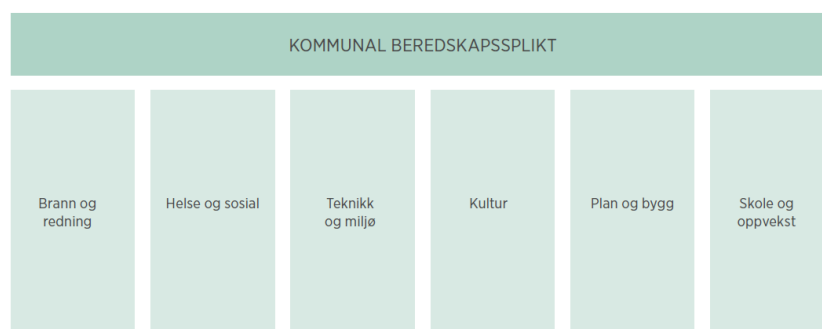 KOMMUNAL BEREDSKAPSSPLIKT
Brann og
redning
Helse og sosial
Teknikk
og miljø
Kultur
Plan og bygg
Skole og
oppvekst